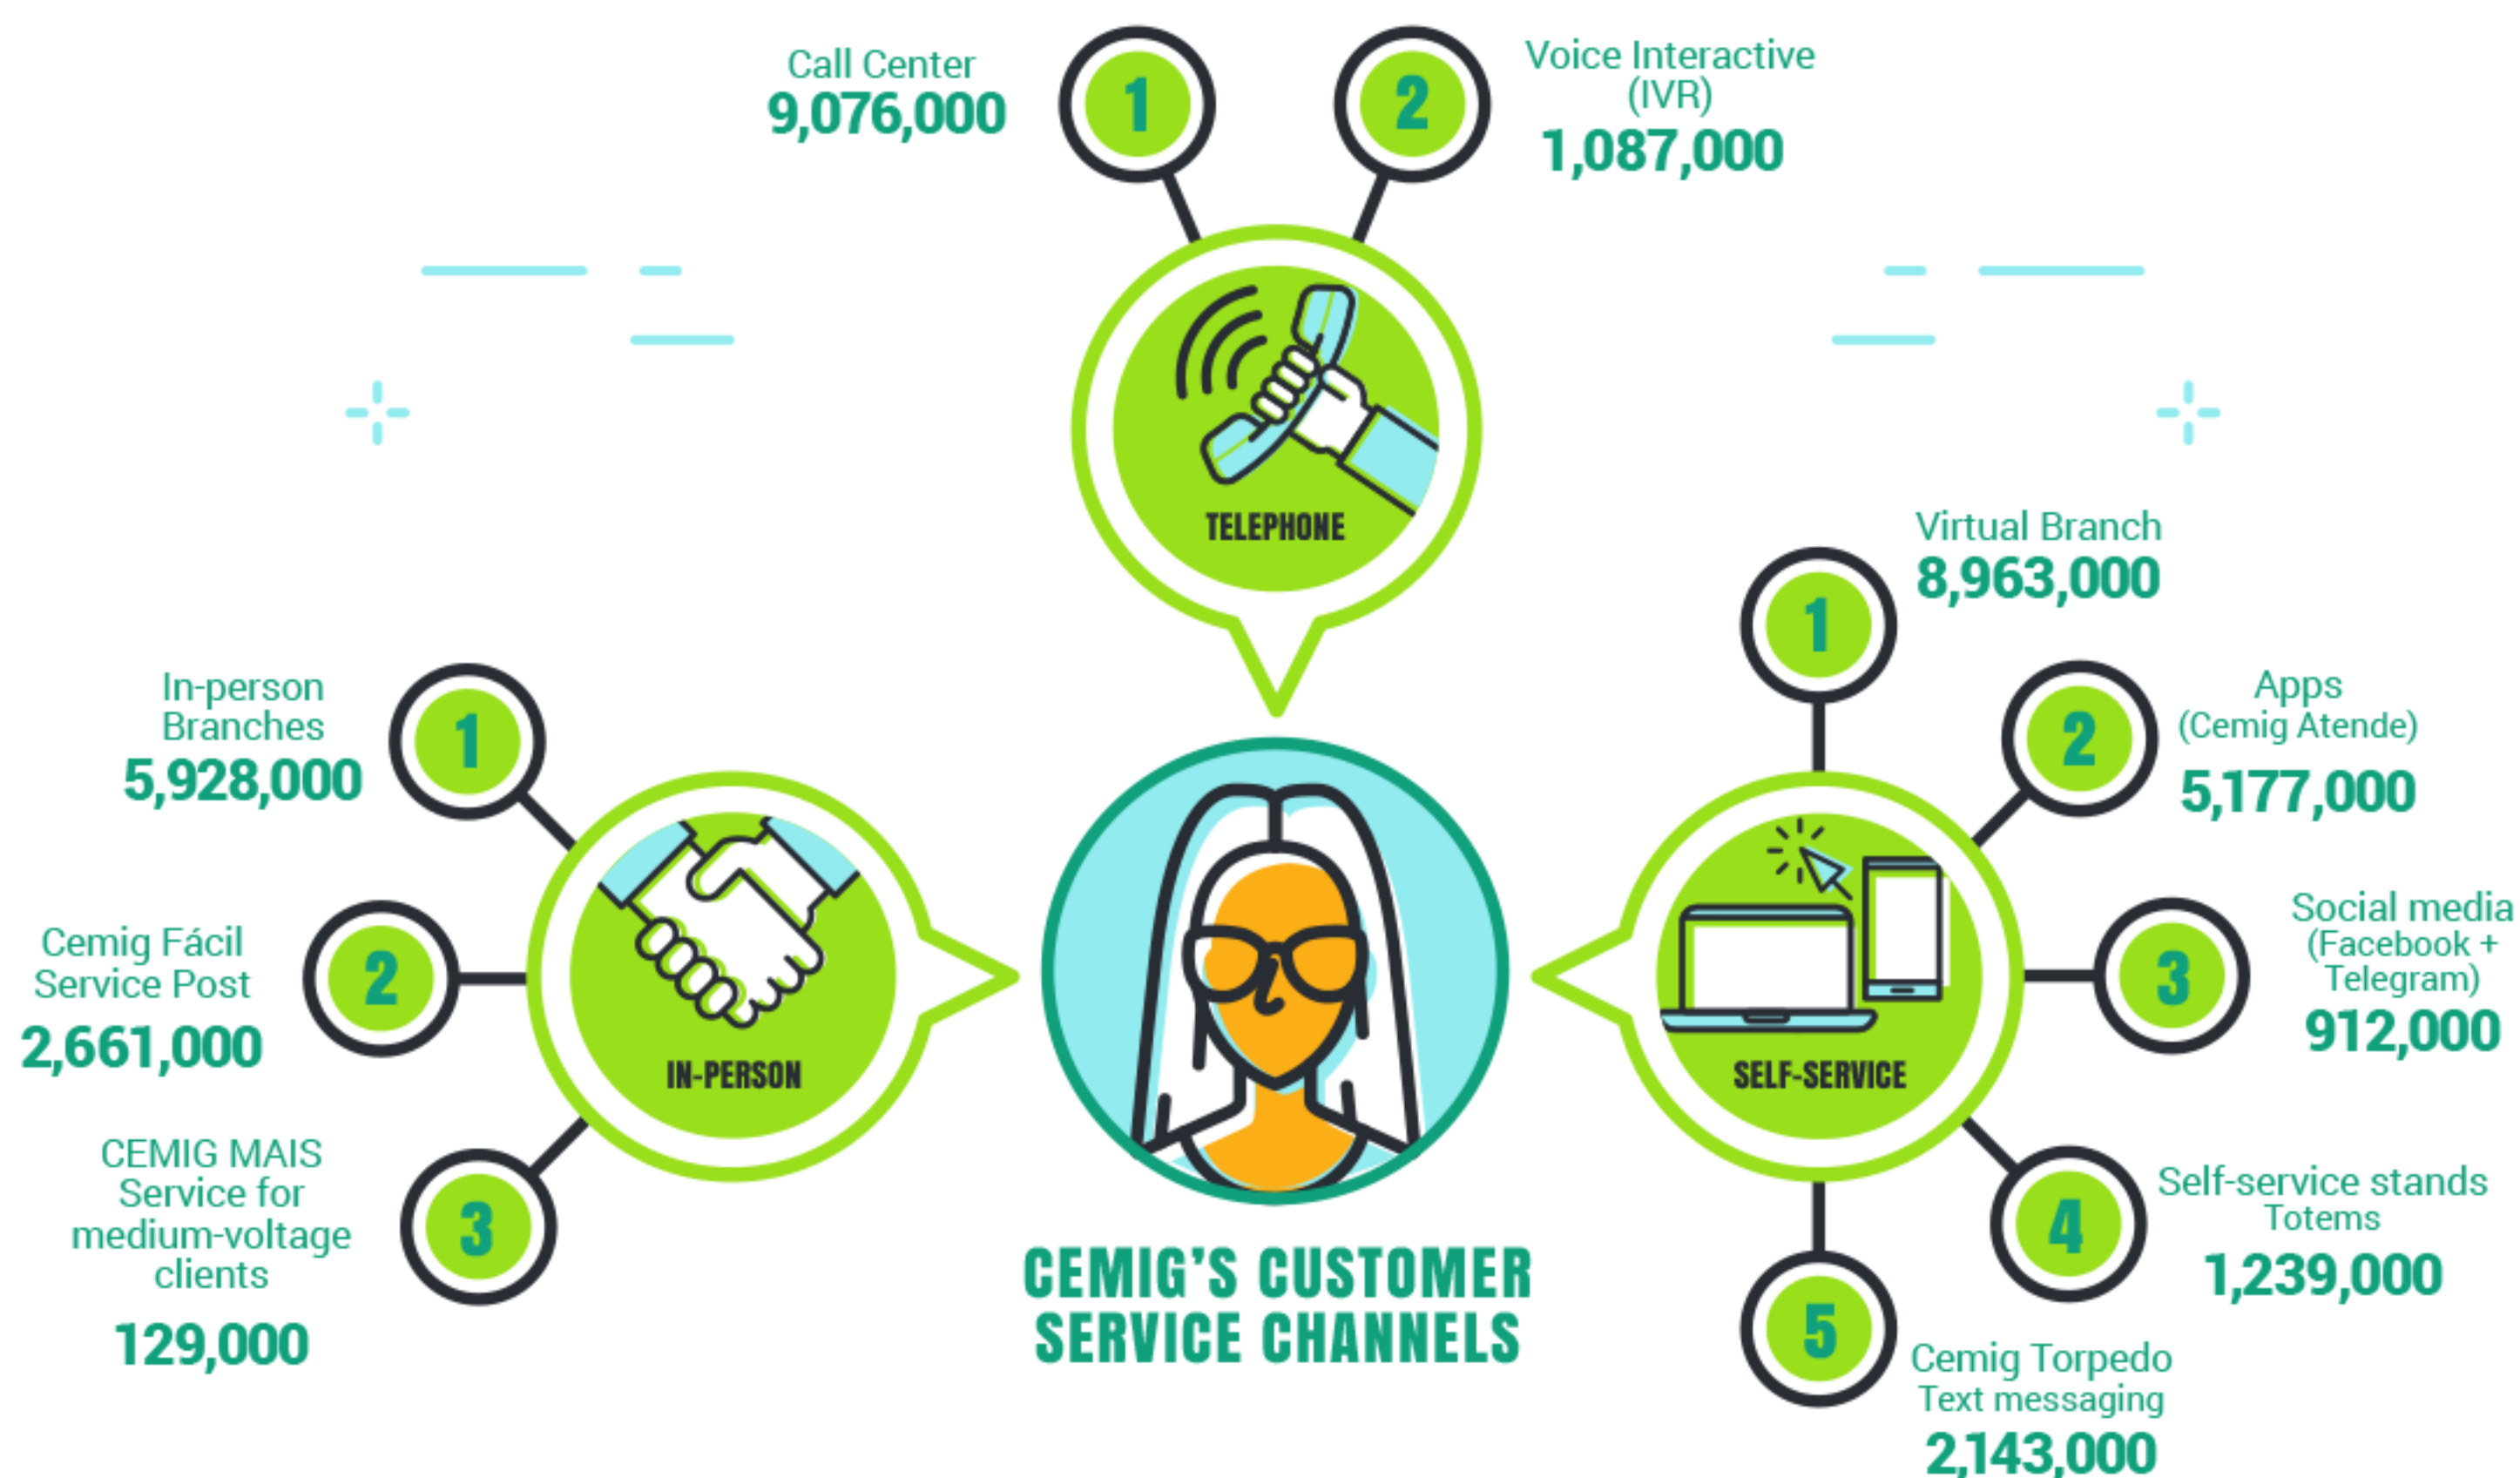 Call Center
9,076,000
1
2
Voice Interactive
(IVR)
1,087,000
TELEPHONE
In-person
Branches
5,928,000
1
Cemig Fácil
Service Post
2,661,000
2
CEMIG MAIS
Service for
medium-voltage
clients
129,000
3
IN-PERSON
CEMIG’S CUSTOMER
SERVICE CHANNELS
SELF-SERVICE
1
Virtual Branch
8,963,000
2
Apps
(Cemig Atende)
5,177,000
3
Social media
(Facebook +
Telegram)
912,000
4
Self-service stands
Totems
1,239,000
5
Cemig Torpedo
Text messaging
2,143,000